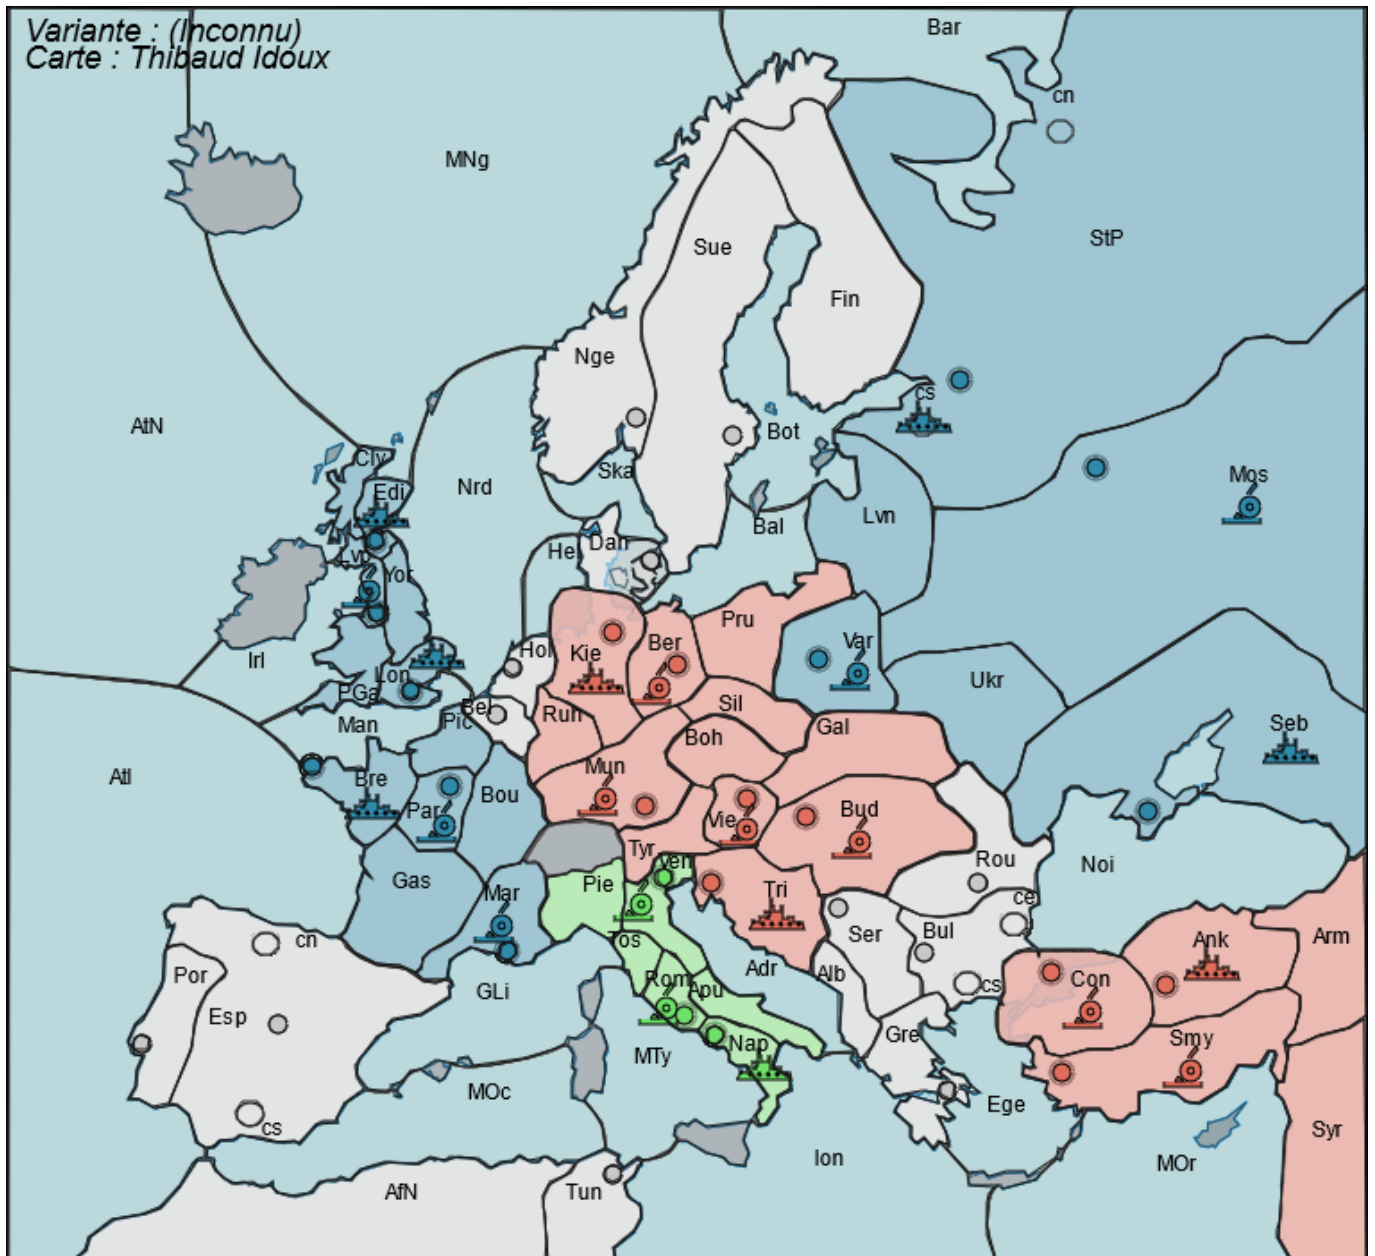 Variante : (Inconnu)
Carte : Thibaud Idoux
Bar
cn
MNg
StP
Sue
Fin
Nge
cs
AtN
Bot
Cly
Ska
Mos
Nrd
Edi
Lvn
Bal
Hel
Dan
Lvp
Yor
Pru
Var
Hol
Ber
Irl
Kie
Lon
Ukr
PGa
Bel
Sil
Ruh
Man
Pic
Gal
Seb
Boh
Atl
Mun
Bre
Bou
Par
Vie
Bud
Tyr
Ven
Rou
Noi
Gas
Pie
Mar
Tri
ce
cn
Tos
Ser
Bul
Ank
Arm
Por
Rom
Adr
Alb
Con
cs
GLi
Apu
Esp
Gre
Smy
Nap
MTy
MOc
Ege
cs
Syr
Ion
MOr
AfN
Tun